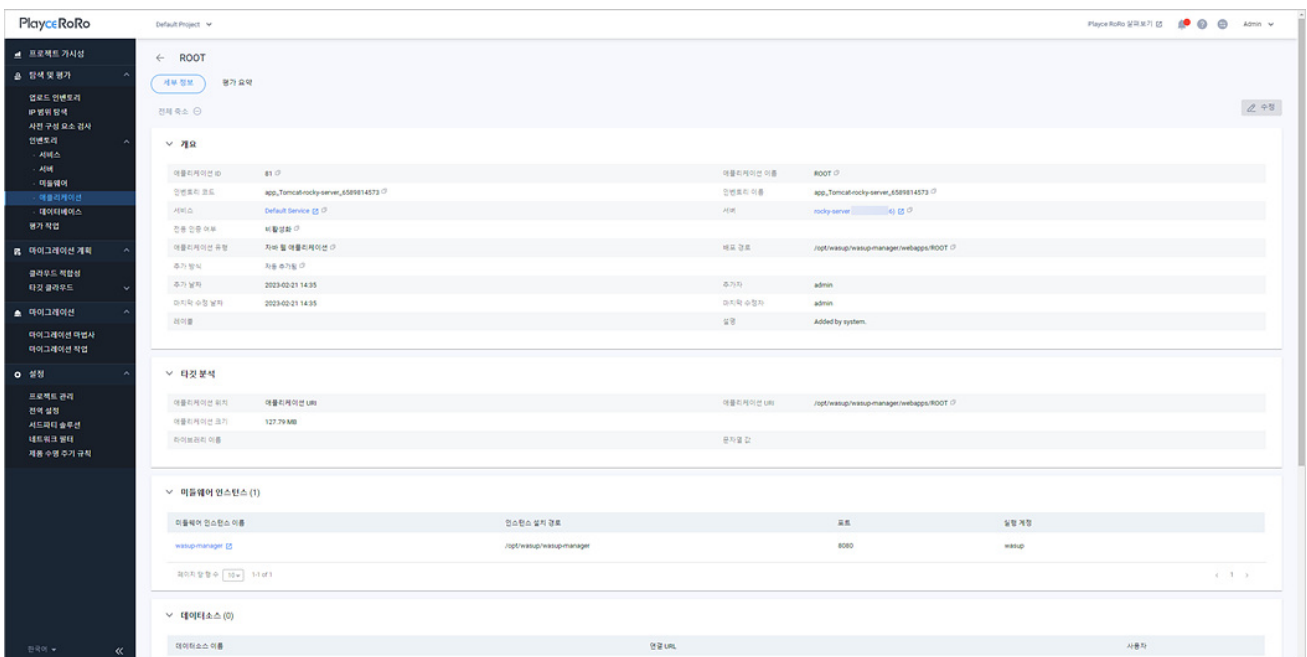 PlayceRoRo
Default Project
Playce RoRo 살펴보기
Admin
프로젝트 가시성
탐색 및 평가
업로드 인벤토리
IP 범위 탐색
사전 구성 요소 검사
인벤토리
- 서비스
- 서버
- 미들웨어
- 애플리케이션
- 데이터베이스
평가 작업
마이그레이션 계획
클라우드 적합성
타깃 클라우드
마이그레이션
마이그레이션 마법사
마이그레이션 작업
설정
프로젝트 관리
전역 설정
서드파티 솔루션
네트워크 필터
제품 수명 주기 규칙
한국어
← ROOT
세부 정보 평가 요약
전체 축소
수정
개요
애플리케이션 ID 81 애플리케이션 이름 ROOT
인벤토리 코드 app_Tomcat-rocky-server_6589814573 인벤토리 이름 app_Tomcat-rocky-server_6589814573
서비스 Default Service 서버 rocky-server 6)
전용 인증 여부 비활성화
애플리케이션 유형 자바 웹 애플리케이션 배포 경로 /opt/wasup/wasup-manager/webapps/ROOT
추가 방식 자동 추가됨
추가 날짜 2023-02-21 14:35 추가자 admin
마지막 수정 날짜 2023-02-21 14:35 마지막 수정자 admin
레이블 설명 Added by system.
타깃 분석
애플리케이션 위치 애플리케이션 URI 애플리케이션 URI /opt/wasup/wasup-manager/webapps/ROOT
애플리케이션 크기 127.79 MB
라이브러리 이름 문자열 값
미들웨어 인스턴스 (1)
미들웨어 인스턴스 이름 인스턴스 설치 경로 포트 실행 계정
wasup-manager /opt/wasup/wasup-manager 8080 wasup
페이지 당 행 수 10 1-1 of 1 < 1 >
데이터소스 (0)
데이터소스 이름 연결 URL 사용자